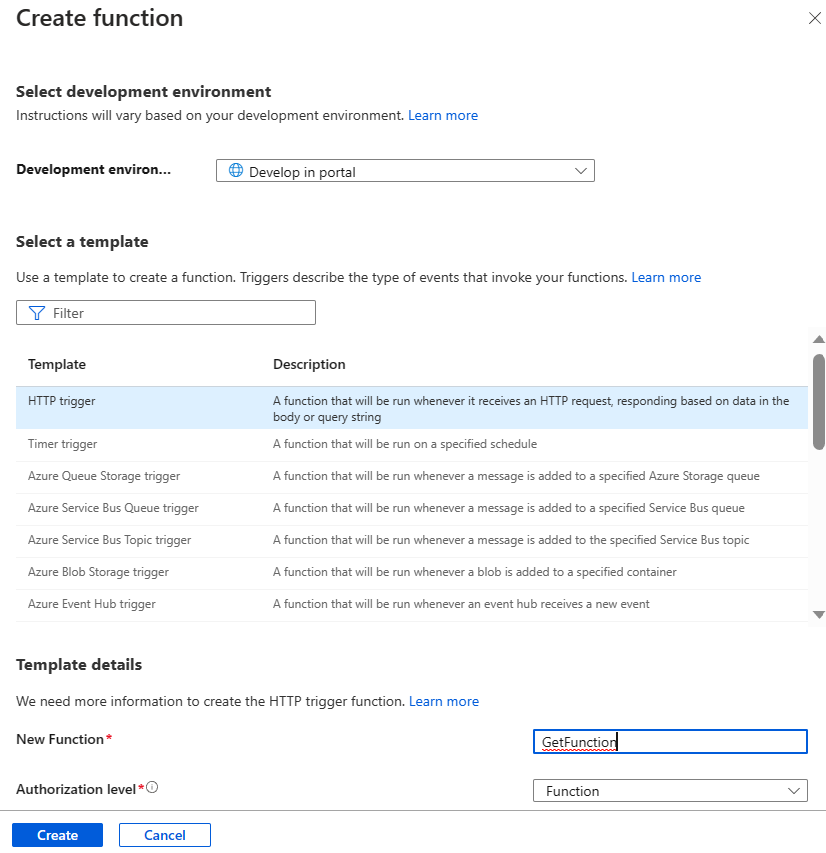 Create function
Select development environment
Instructions will vary based on your development environment. Learn more
Development environ...
Develop in portal
Select a template
Use a template to create a function. Triggers describe the type of events that invoke your functions. Learn more
Filter
Template Description
HTTP trigger A function that will be run whenever it receives an HTTP request, responding based on data in the
body or query string
Timer trigger A function that will be run on a specified schedule
Azure Queue Storage trigger A function that will be run whenever a message is added to a specified Azure Storage queue
Azure Service Bus Queue trigger A function that will be run whenever a message is added to a specified Service Bus queue
Azure Service Bus Topic trigger A function that will be run whenever a message is added to the specified Service Bus topic
Azure Blob Storage trigger A function that will be run whenever a blob is added to a specified container
Azure Event Hub trigger A function that will be run whenever an event hub receives a new event
Template details
We need more information to create the HTTP trigger function. Learn more
New Function* GetFunction
Authorization level* Function
Create Cancel